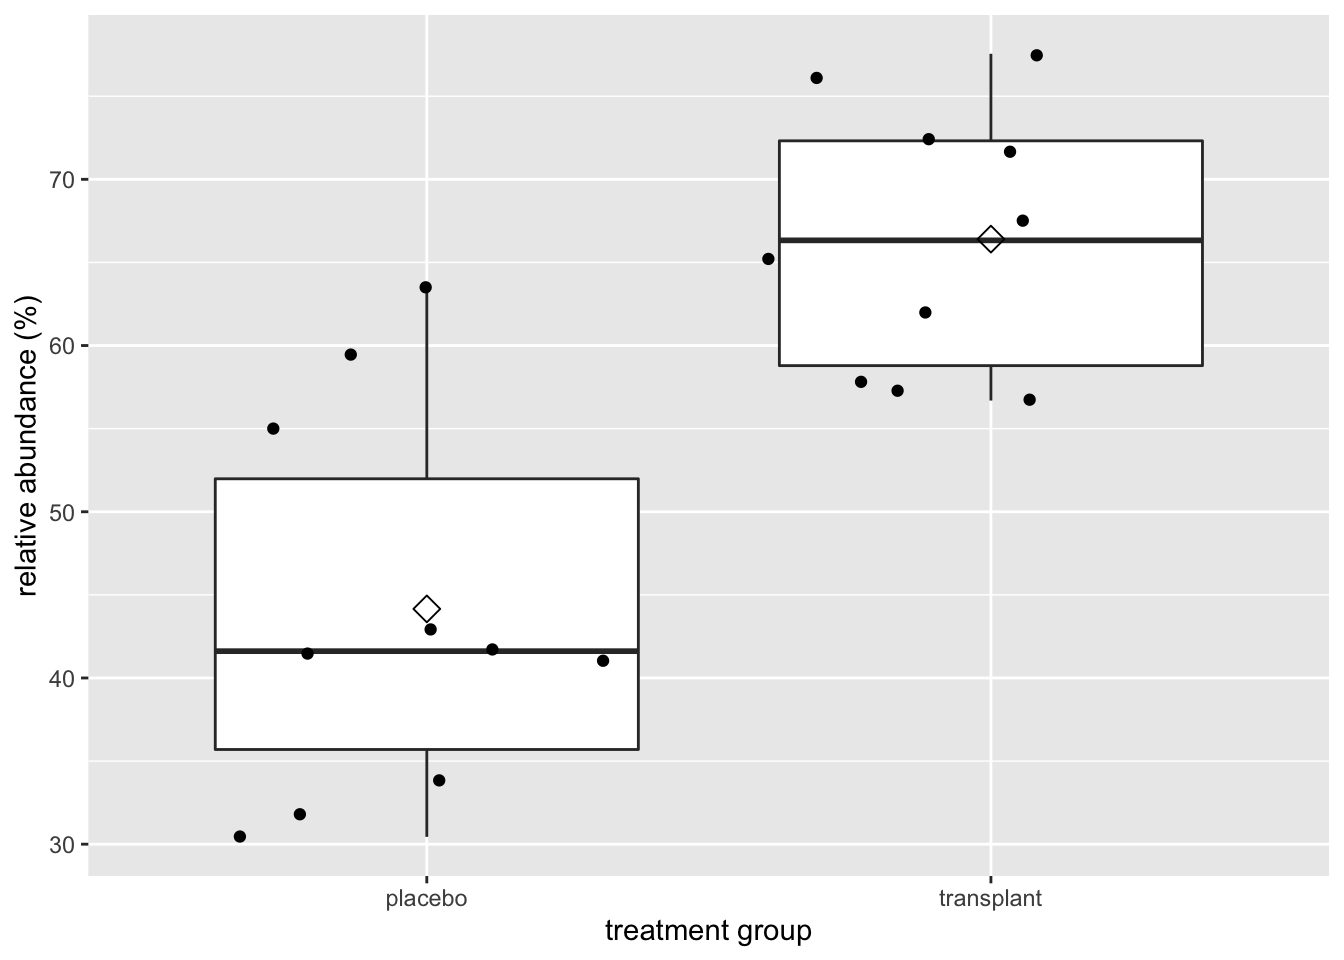 relative abundance (%)
70
60
50
40
30
placebo
transplant
treatment group